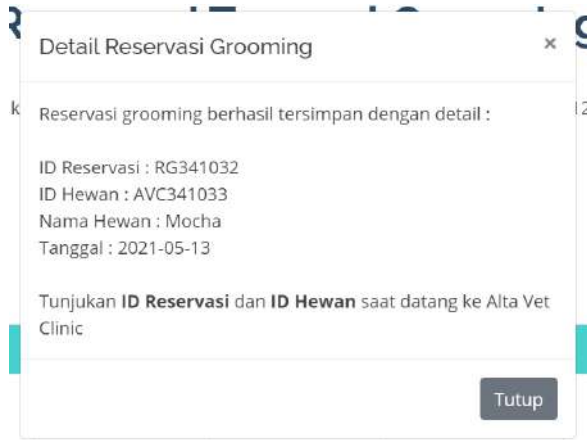 Detail Reservasi Grooming
×
Reservasi grooming berhasil tersimpan dengan detail :
ID Reservasi : RG341032
ID Hewan : AVC341033
Nama Hewan : Mocha
Tanggal : 2021-05-13
Tunjukan ID Reservasi dan ID Hewan saat datang ke Alta Vet
Clinic
Tutup